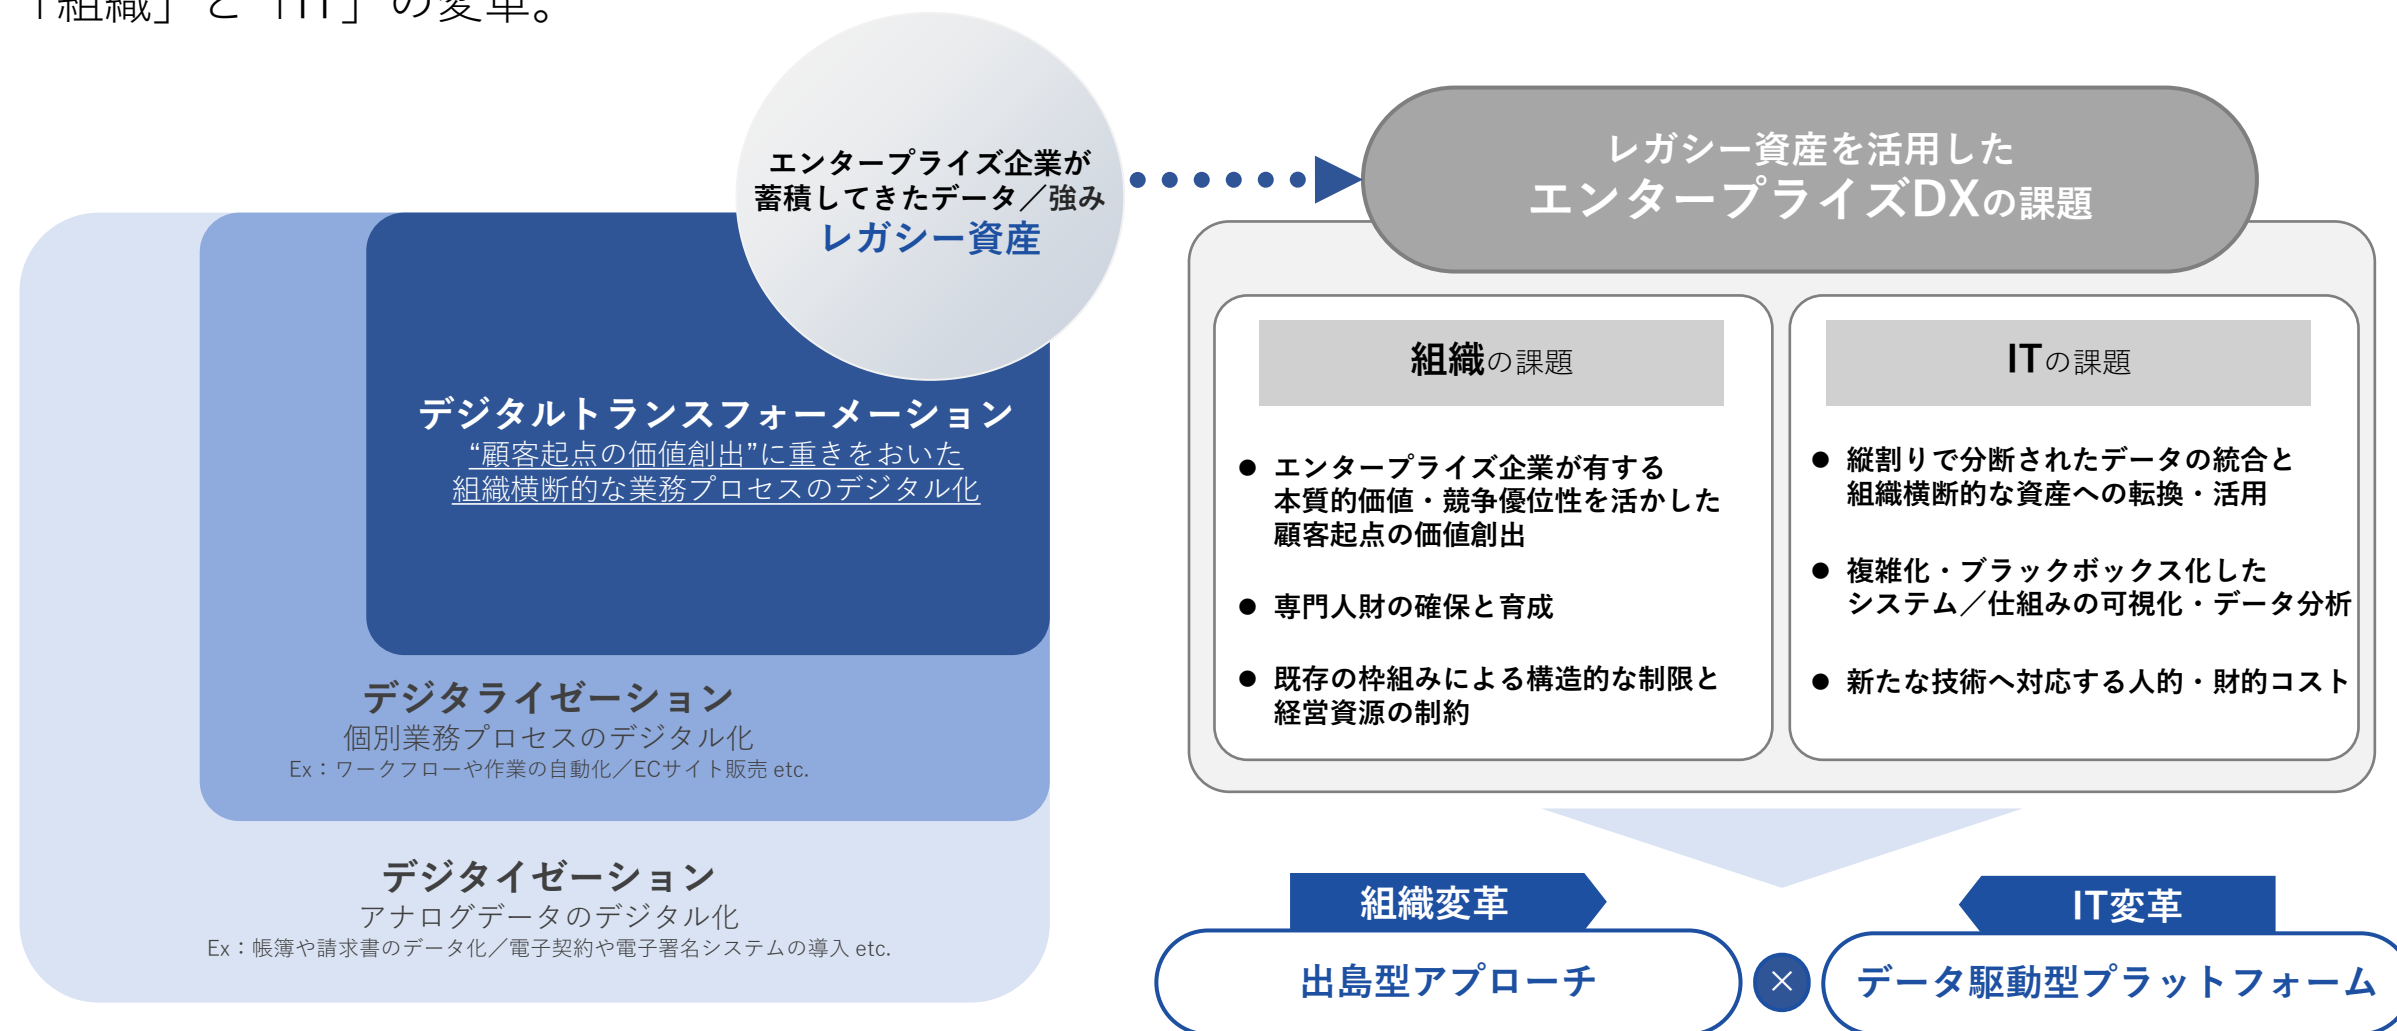 「組織」と「IT」の変革。
エンタープライズ企業が
蓄積してきたデータ／強み
レガシー資産
デジタルトランスフォーメーション
“顧客起点の価値創出”に重きをおいた
組織横断的な業務プロセスのデジタル化
デジタライゼーション
個別業務プロセスのデジタル化
Ex：ワークフローや作業の自動化／ECサイト販売 etc.
デジタイゼーション
アナログデータのデジタル化
Ex：帳簿や請求書のデータ化／電子契約や電子署名システムの導入 etc.
レガシー資産を活用した
エンタープライズDXの課題
組織の課題
● エンタープライズ企業が有する
本質的価値・競争優位性を活かした
顧客起点の価値創出
● 専門人財の確保と育成
● 既存の枠組みによる構造的な制限と
経営資源の制約
ITの課題
● 縦割りで分断されたデータの統合と
組織横断的な資産への転換・活用
● 複雑化・ブラックボックス化した
システム／仕組みの可視化・データ分析
● 新たな技術へ対応する人的・財的コスト
組織変革
出島型アプローチ
×
IT変革
データ駆動型プラットフォーム